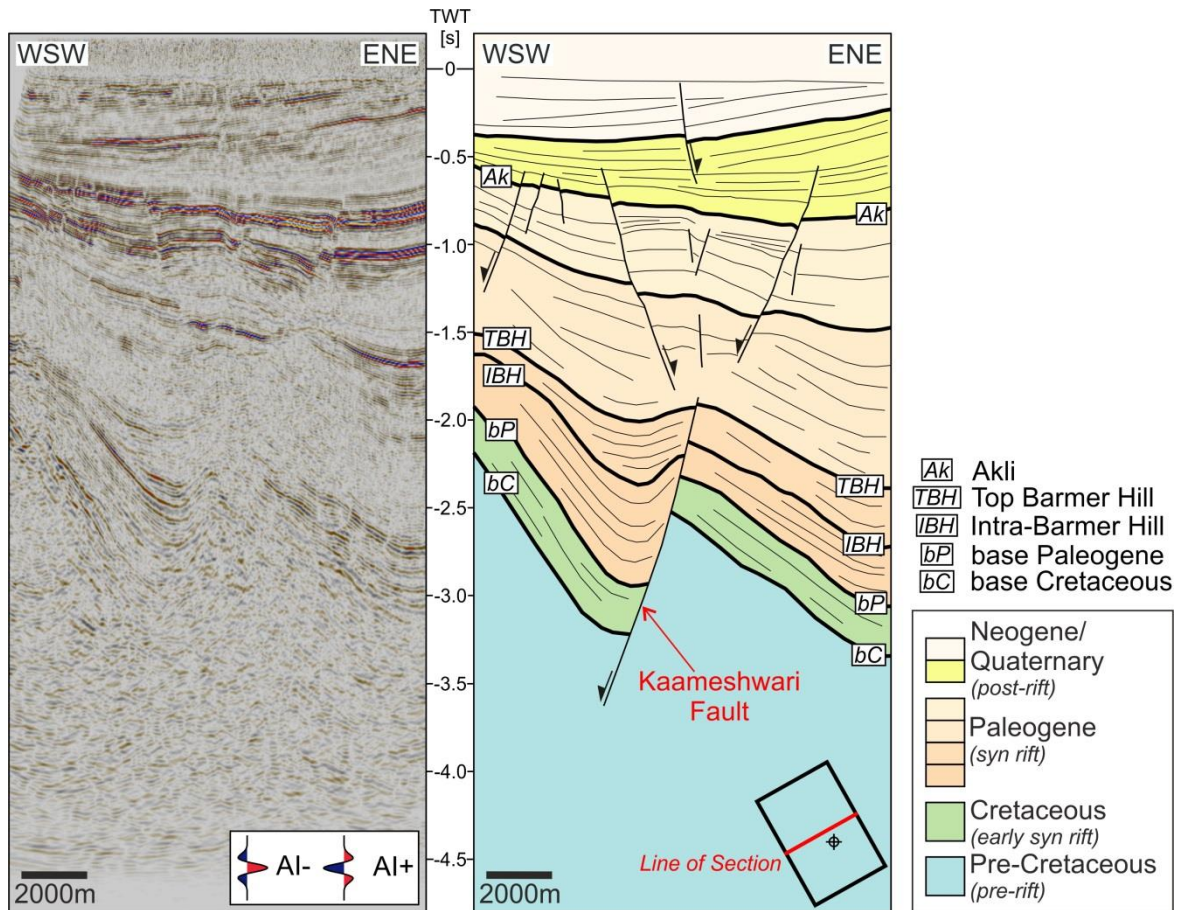 WSW
ENE
AI-
AI+
2000m
TWT
[s]
0
-0.5
-1.0
-1.5
-2.0
-2.5
-3.0
-3.5
-4.0
-4.5
WSW
ENE
Ak
Ak
TBH
IBH
bP
bC
TBH
IBH
bP
bC
Kaameshwari
Fault
Line of Section
2000m
Ak Akli
TBH Top Barmer Hill
IBH Intra-Barmer Hill
bP base Paleogene
bC base Cretaceous
Neogene/
Quaternary
(post-rift)
Paleogene
(syn rift)
Cretaceous
(early syn rift)
Pre-Cretaceous
(pre-rift)